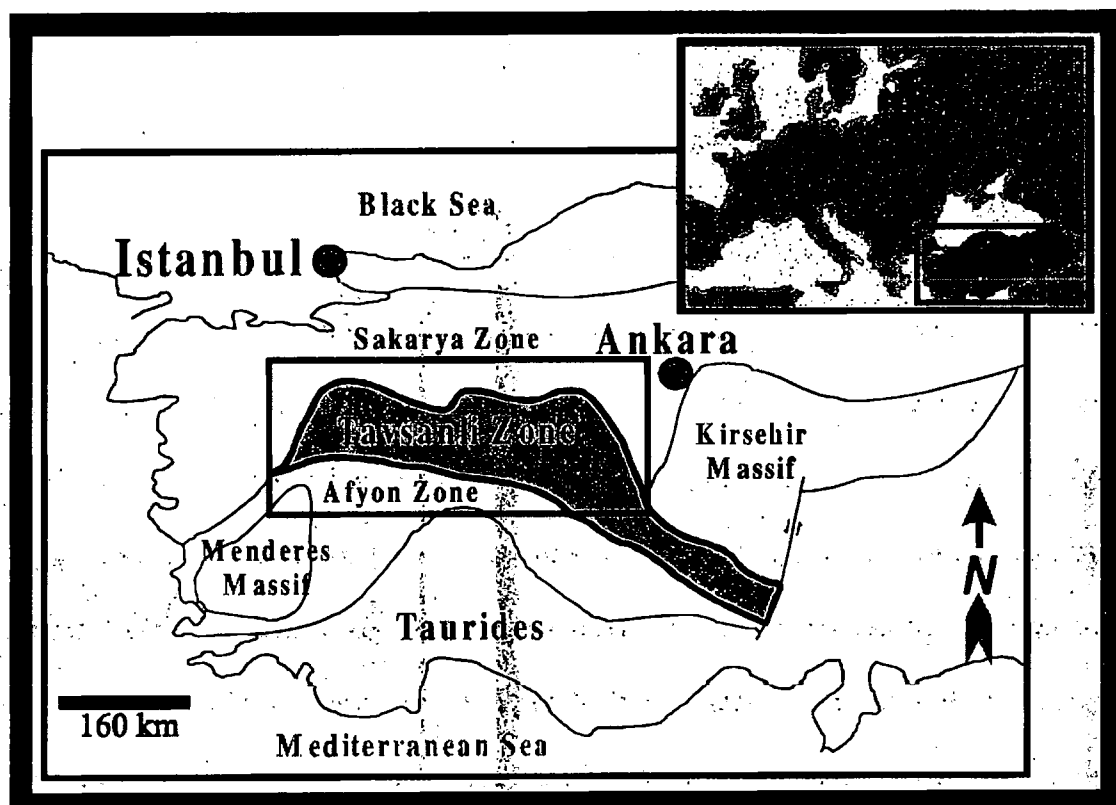 Black Sea
Istanbul
Sakarya Zone
Ankara
Tavsanli Zone
Kirsehir
Massif
Afyon Zone
Menderes
Massif
N
Taurides
160 km
Mediterranean Sea